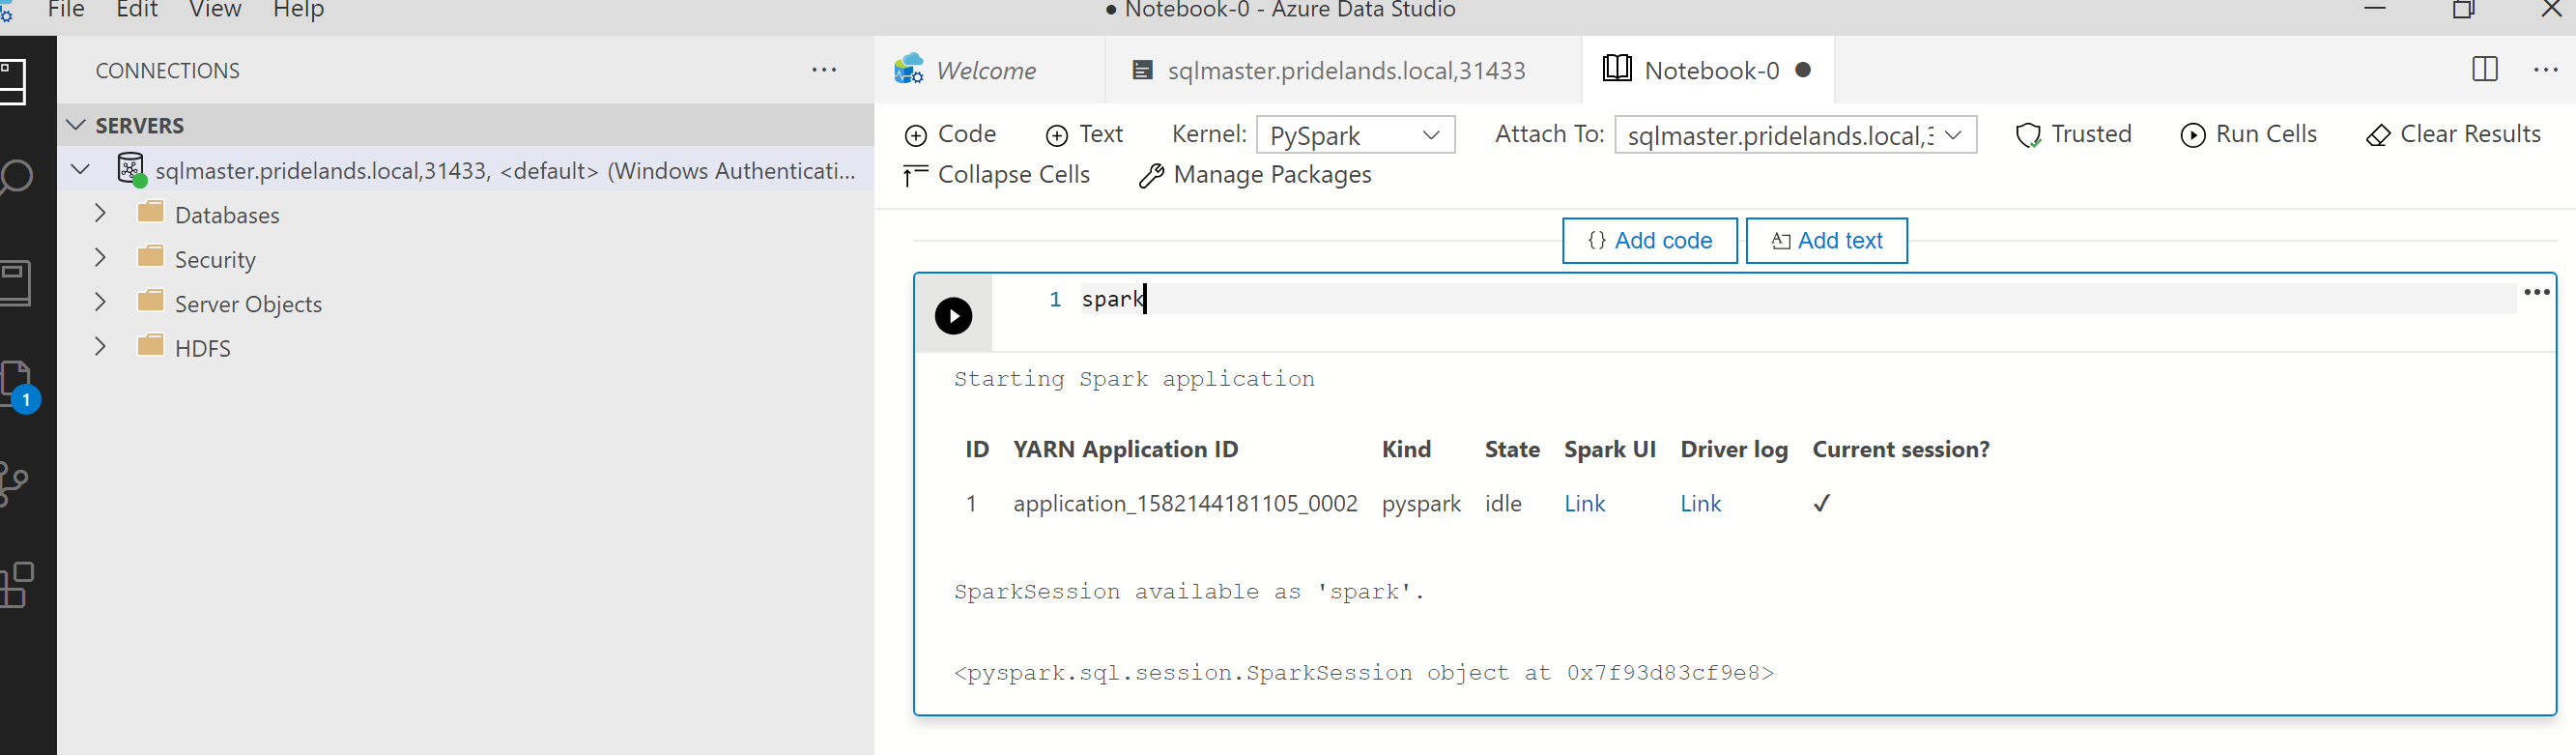 File Edit View Help
● Notebook-0 - Azure Data Studio
CONNECTIONS
SERVERS
sqlmaster.pridelands.local,31433, <default> (Windows Authenticati...
Databases
Security
Server Objects
HDFS
1
Welcome
sqlmaster.pridelands.local,31433
Notebook-0 ●
Code Text Kernel: PySpark Attach To: sqlmaster.pridelands.local, Trusted Run Cells Clear Results
Collapse Cells Manage Packages
{} Add code Add text
1 spark
Starting Spark application
ID YARN Application ID Kind State Spark UI Driver log Current session?
1 application_1582144181105_0002 pyspark idle Link Link ✓
SparkSession available as 'spark'.
<pyspark.sql.session.SparkSession object at 0x7f93d83cf9e8>